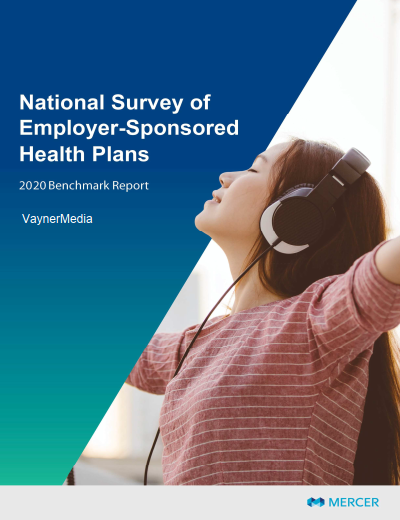 National Survey of
Employer-Sponsored
Health Plans
2020 Benchmark Report
VaynerMedia
MERCER